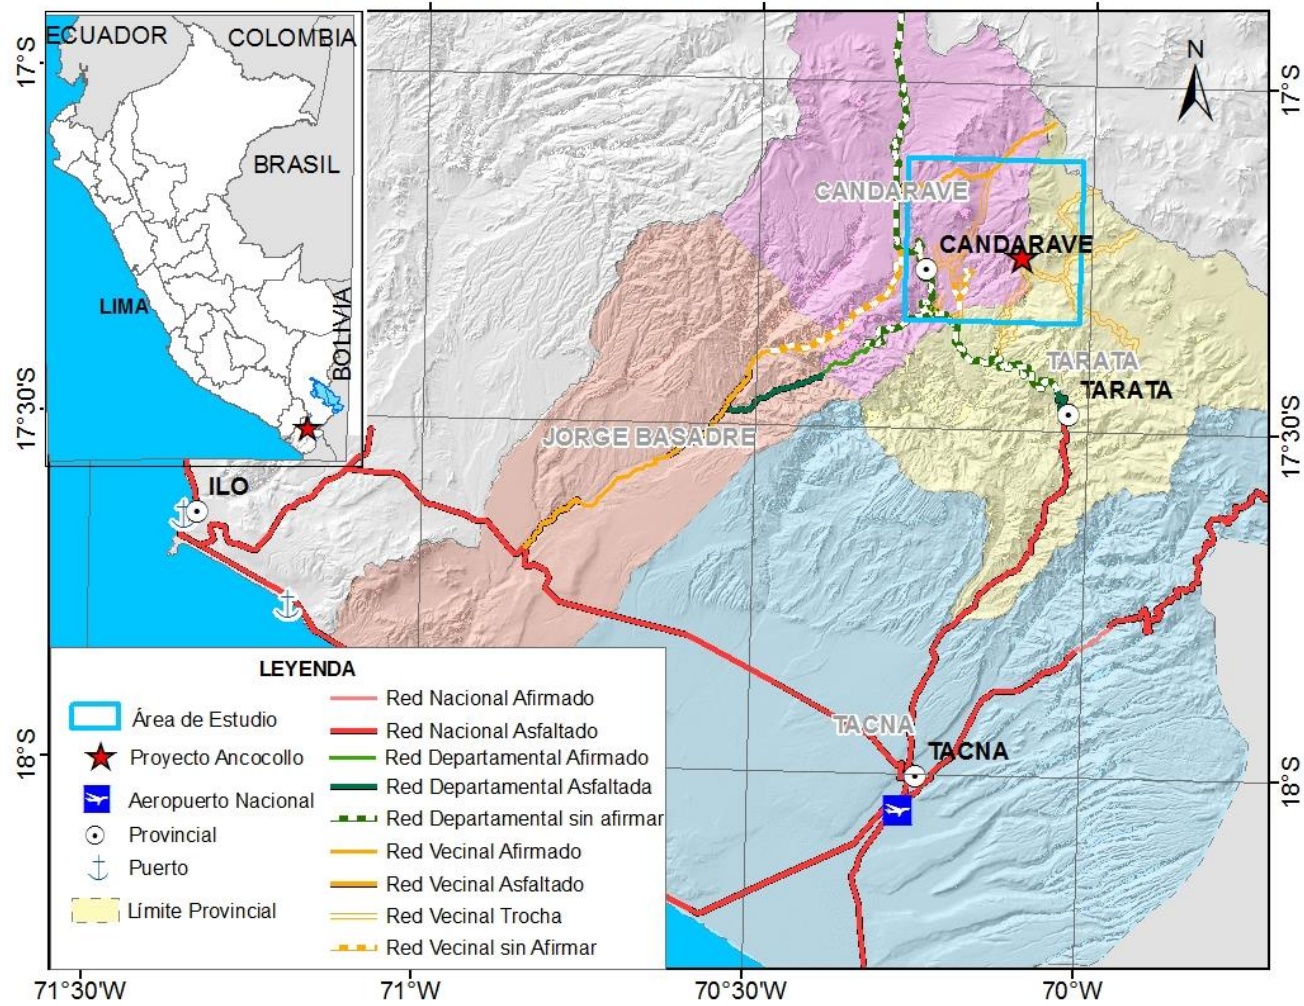 ECUADOR
COLOMBIA
BRASIL
LIMA
BOLIVIA
N
17°S
17°S
CANDARAVE
CANDARAVE
TARATA
TARATA
17°30'S
17°30'S
JORGE BASADRE
ILO
TACNA
TACNA
18°S
18°S
LEYENDA
Área de Estudio
Proyecto Ancocollo
Aeropuerto Nacional
Provincial
Puerto
Límite Provincial
Red Nacional Afirmado
Red Nacional Asfaltado
Red Departamental Afirmado
Red Departamental Asfaltada
Red Departamental sin afirmar
Red Vecinal Afirmado
Red Vecinal Asfaltado
Red Vecinal Trocha
Red Vecinal sin Afirmar
71°30'W
71°W
70°30'W
70°W